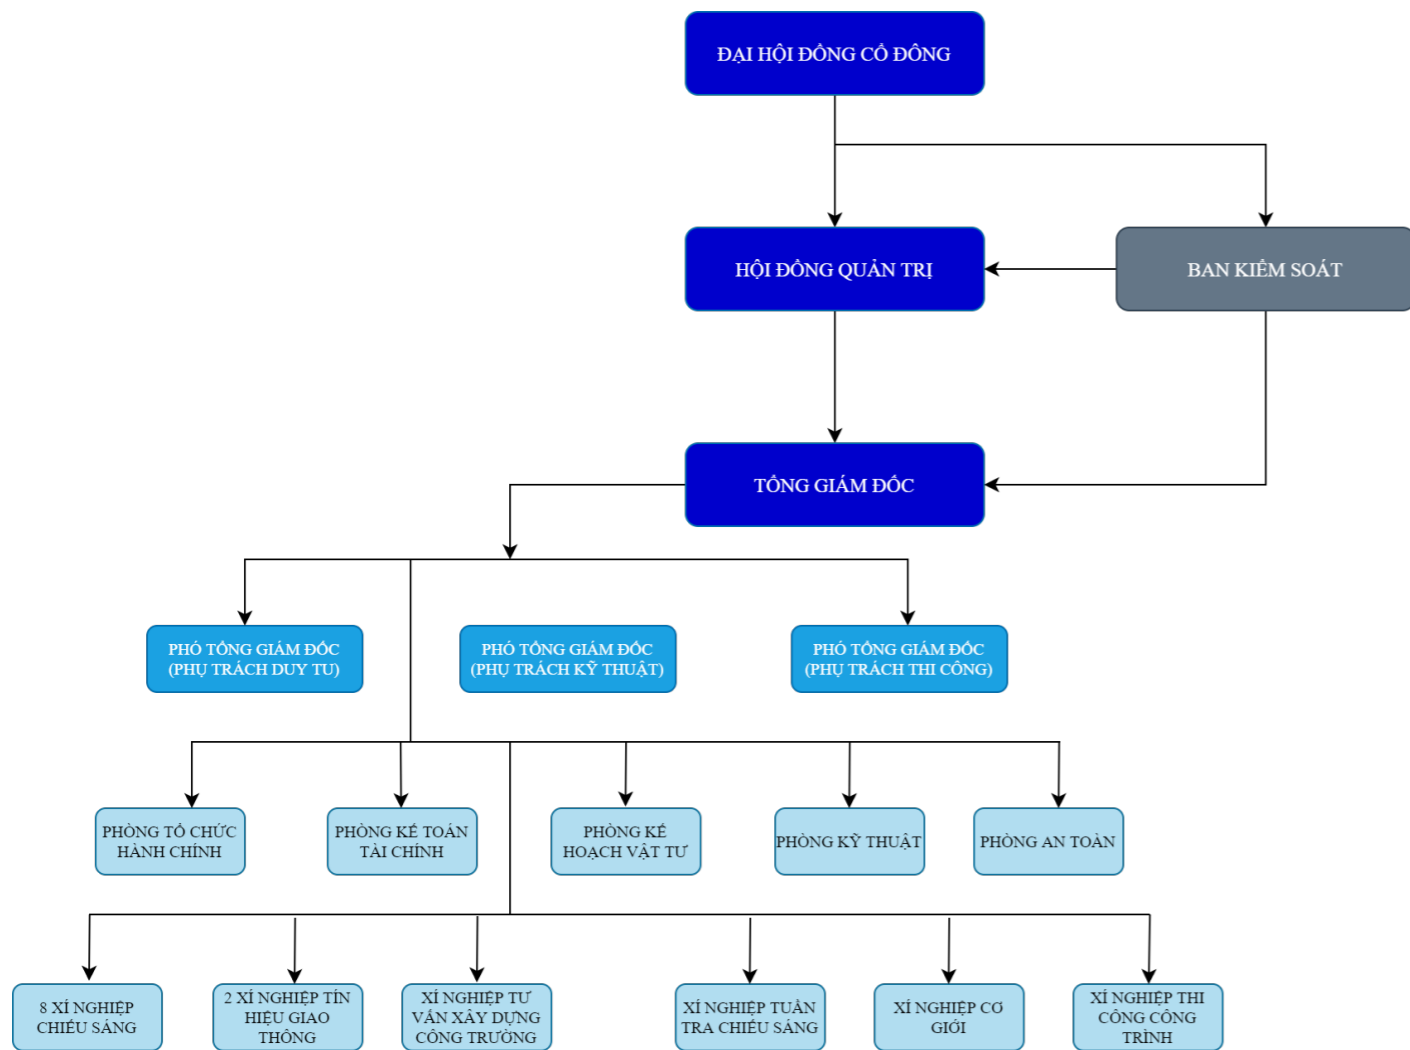 ĐẠI HỘI ĐỒNG CỔ ĐÔNG
HỘI ĐỒNG QUẢN TRỊ
BAN KIỂM SOÁT
TỔNG GIÁM ĐỐC
PHÓ TỔNG GIÁM ĐỐC
(PHỤ TRÁCH DUY TU)
PHÓ TỔNG GIÁM ĐỐC
(PHỤ TRÁCH KỸ THUẬT)
PHÓ TỔNG GIÁM ĐỐC
(PHỤ TRÁCH THI CÔNG)
PHÒNG TỔ CHỨC
HÀNH CHÍNH
PHÒNG KẾ TOÁN
TÀI CHÍNH
PHÒNG KẾ
HOẠCH VẬT TƯ
PHÒNG KỸ THUẬT
PHÒNG AN TOÀN
8 XÍ NGHIỆP
CHIẾU SÁNG
2 XÍ NGHIỆP TÍN
HIỆU GIAO
THÔNG
XÍ NGHIỆP TƯ
VẤN XÂY DỰNG
CÔNG TRƯỜNG
XÍ NGHIỆP TUẦN
TRA CHIẾU SÁNG
XÍ NGHIỆP CƠ
GIỚI
XÍ NGHIỆP THI
CÔNG CÔNG
TRÌNH